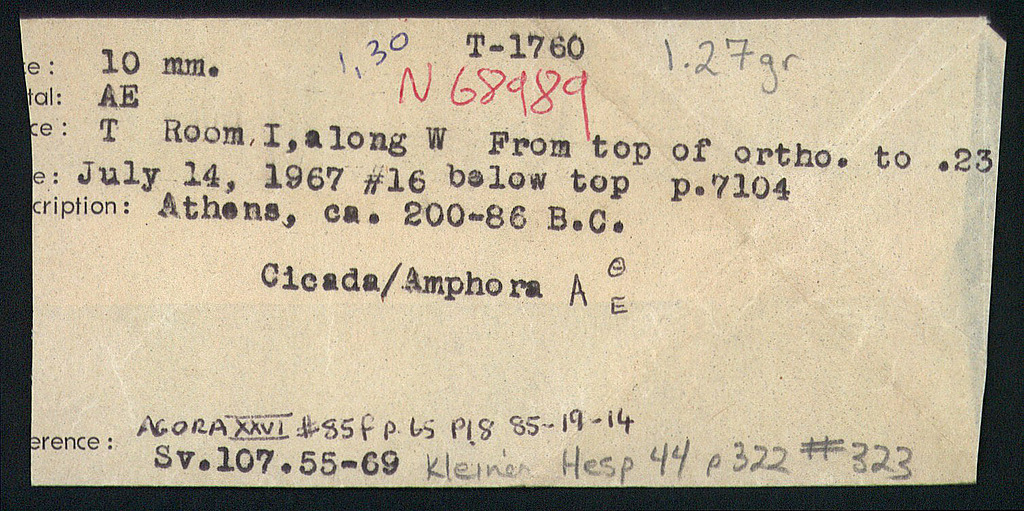 T-1760
e: 10 mm. 1,30 1.27gr
tal: AE N 68989
ce: T Room I, along W From top of ortho. to .23
e: July 14, 1967 #16 below top p.7104
cription: Athens, ca. 200-86 B.C.
Cicada/Amphora A Θ
E
AGORA XXVI #85f p. 65 Pl 8 85-19-14
erence: Sv.107.55-69 Kleiner Hesp 44 p 322 #323